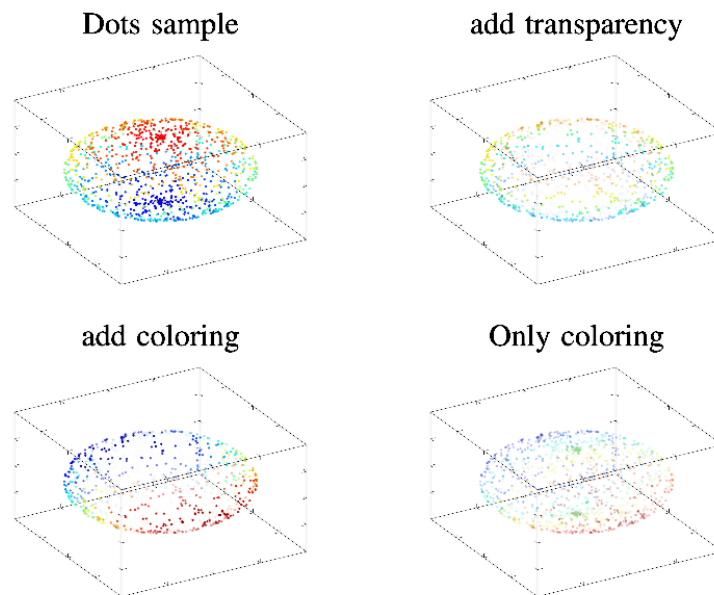 Dots sample
add transparency
add coloring
Only coloring